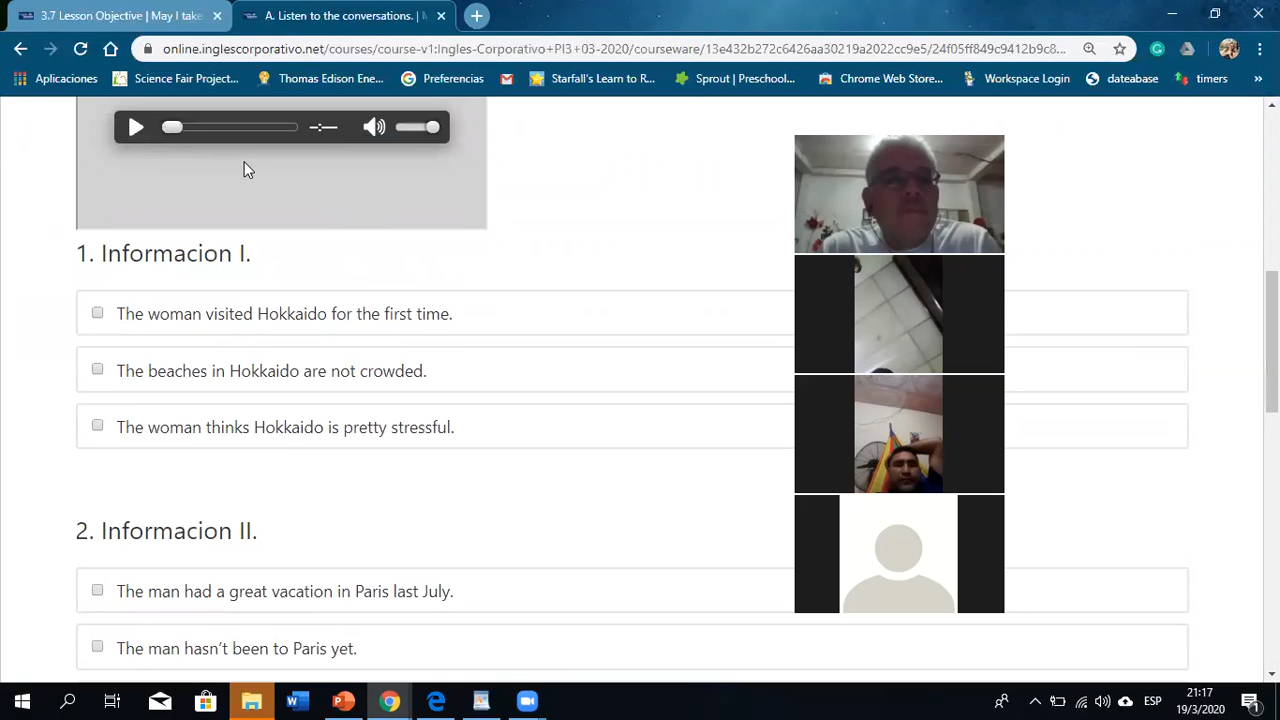 3.7 Lesson Objective | May I take
A. Listen to the conversations. | M
online.inglescorporativo.net/courses/course-v1:Ingles-Corporativo+PI3+03-2020/courseware/13e432b272c6426aa30219a2022cc9e5/24f05ff849c9412b9c8...
Aplicaciones
Science Fair Project...
Thomas Edison Ene...
Preferencias
Starfall's Learn to R...
Sprout | Preschool...
Chrome Web Store...
Workspace Login
dateabase
timers
1. Informacion I.
The woman visited Hokkaido for the first time.
The beaches in Hokkaido are not crowded.
The woman thinks Hokkaido is pretty stressful.
2. Informacion II.
The man had a great vacation in Paris last July.
The man hasn't been to Paris yet.
ESP
21:17
19/3/2020